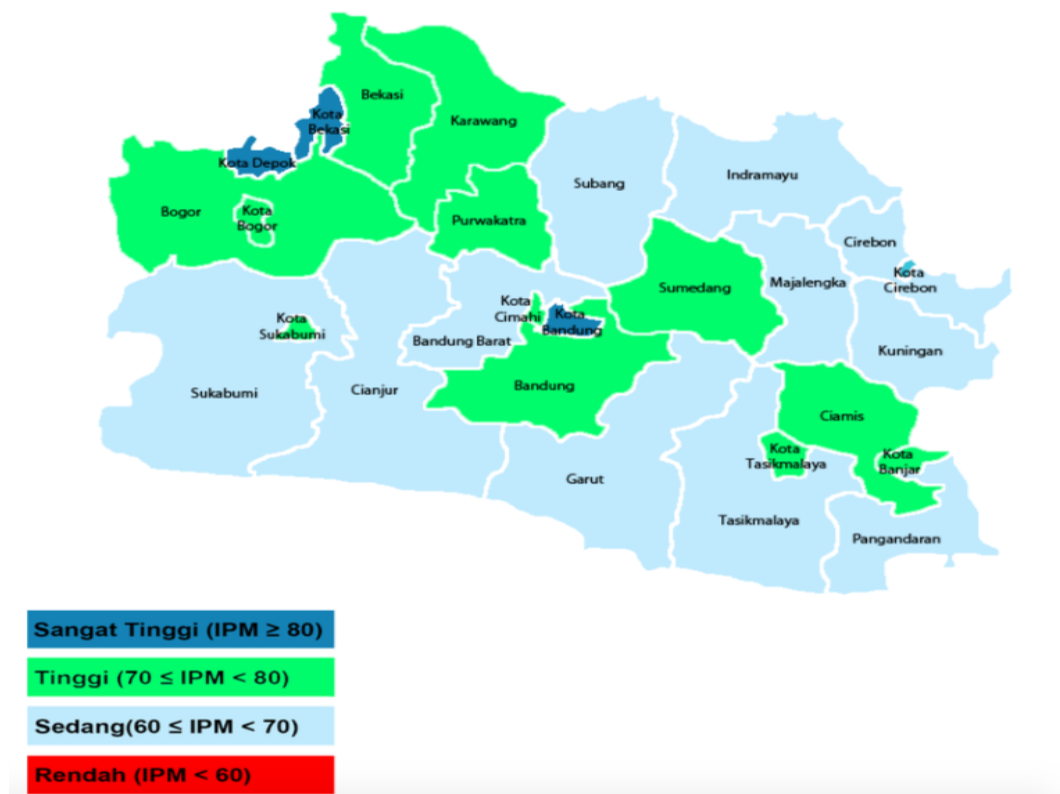 Bekasi
Kota
Bekasi
Karawang
Kota Depok
Subang
Indramayu
Bogor
Kota
Bogor
Purwakatra
Cirebon
Kota
Cirebon
Sumedang
Majalengka
Kota
Cimahi
Kota
Bandung
Kota
Sukabumi
Bandung Barat
Kuningan
Sukabumi
Cianjur
Bandung
Ciamis
Kota
Tasikmalaya
Kota
Banjar
Garut
Tasikmalaya
Pangandaran
Sangat Tinggi (IPM ≥ 80)
Tinggi (70 ≤ IPM < 80)
Sedang(60 ≤ IPM < 70)
Rendah (IPM < 60)